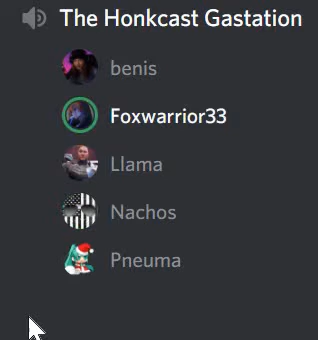 The Honkcast Gastation
benis
Foxwarrior33
Llama
Nachos
Pneuma